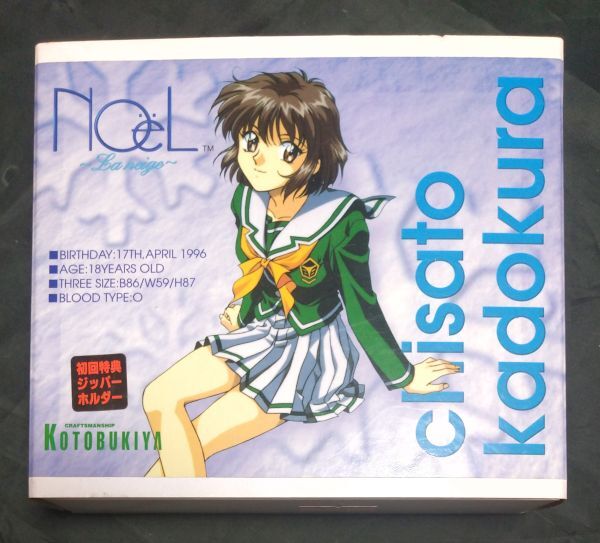 NOëL TM
~La neige~
■BIRTHDAY:17TH,APRIL 1996
■AGE:18YEARS OLD
■THREE SIZE:B86/W59/H87
■BLOOD TYPE:O
初回特典
ジッパー
ホルダー
CRAFTSMANSHIP
KOTOBUKIYA
chisato
kadokura